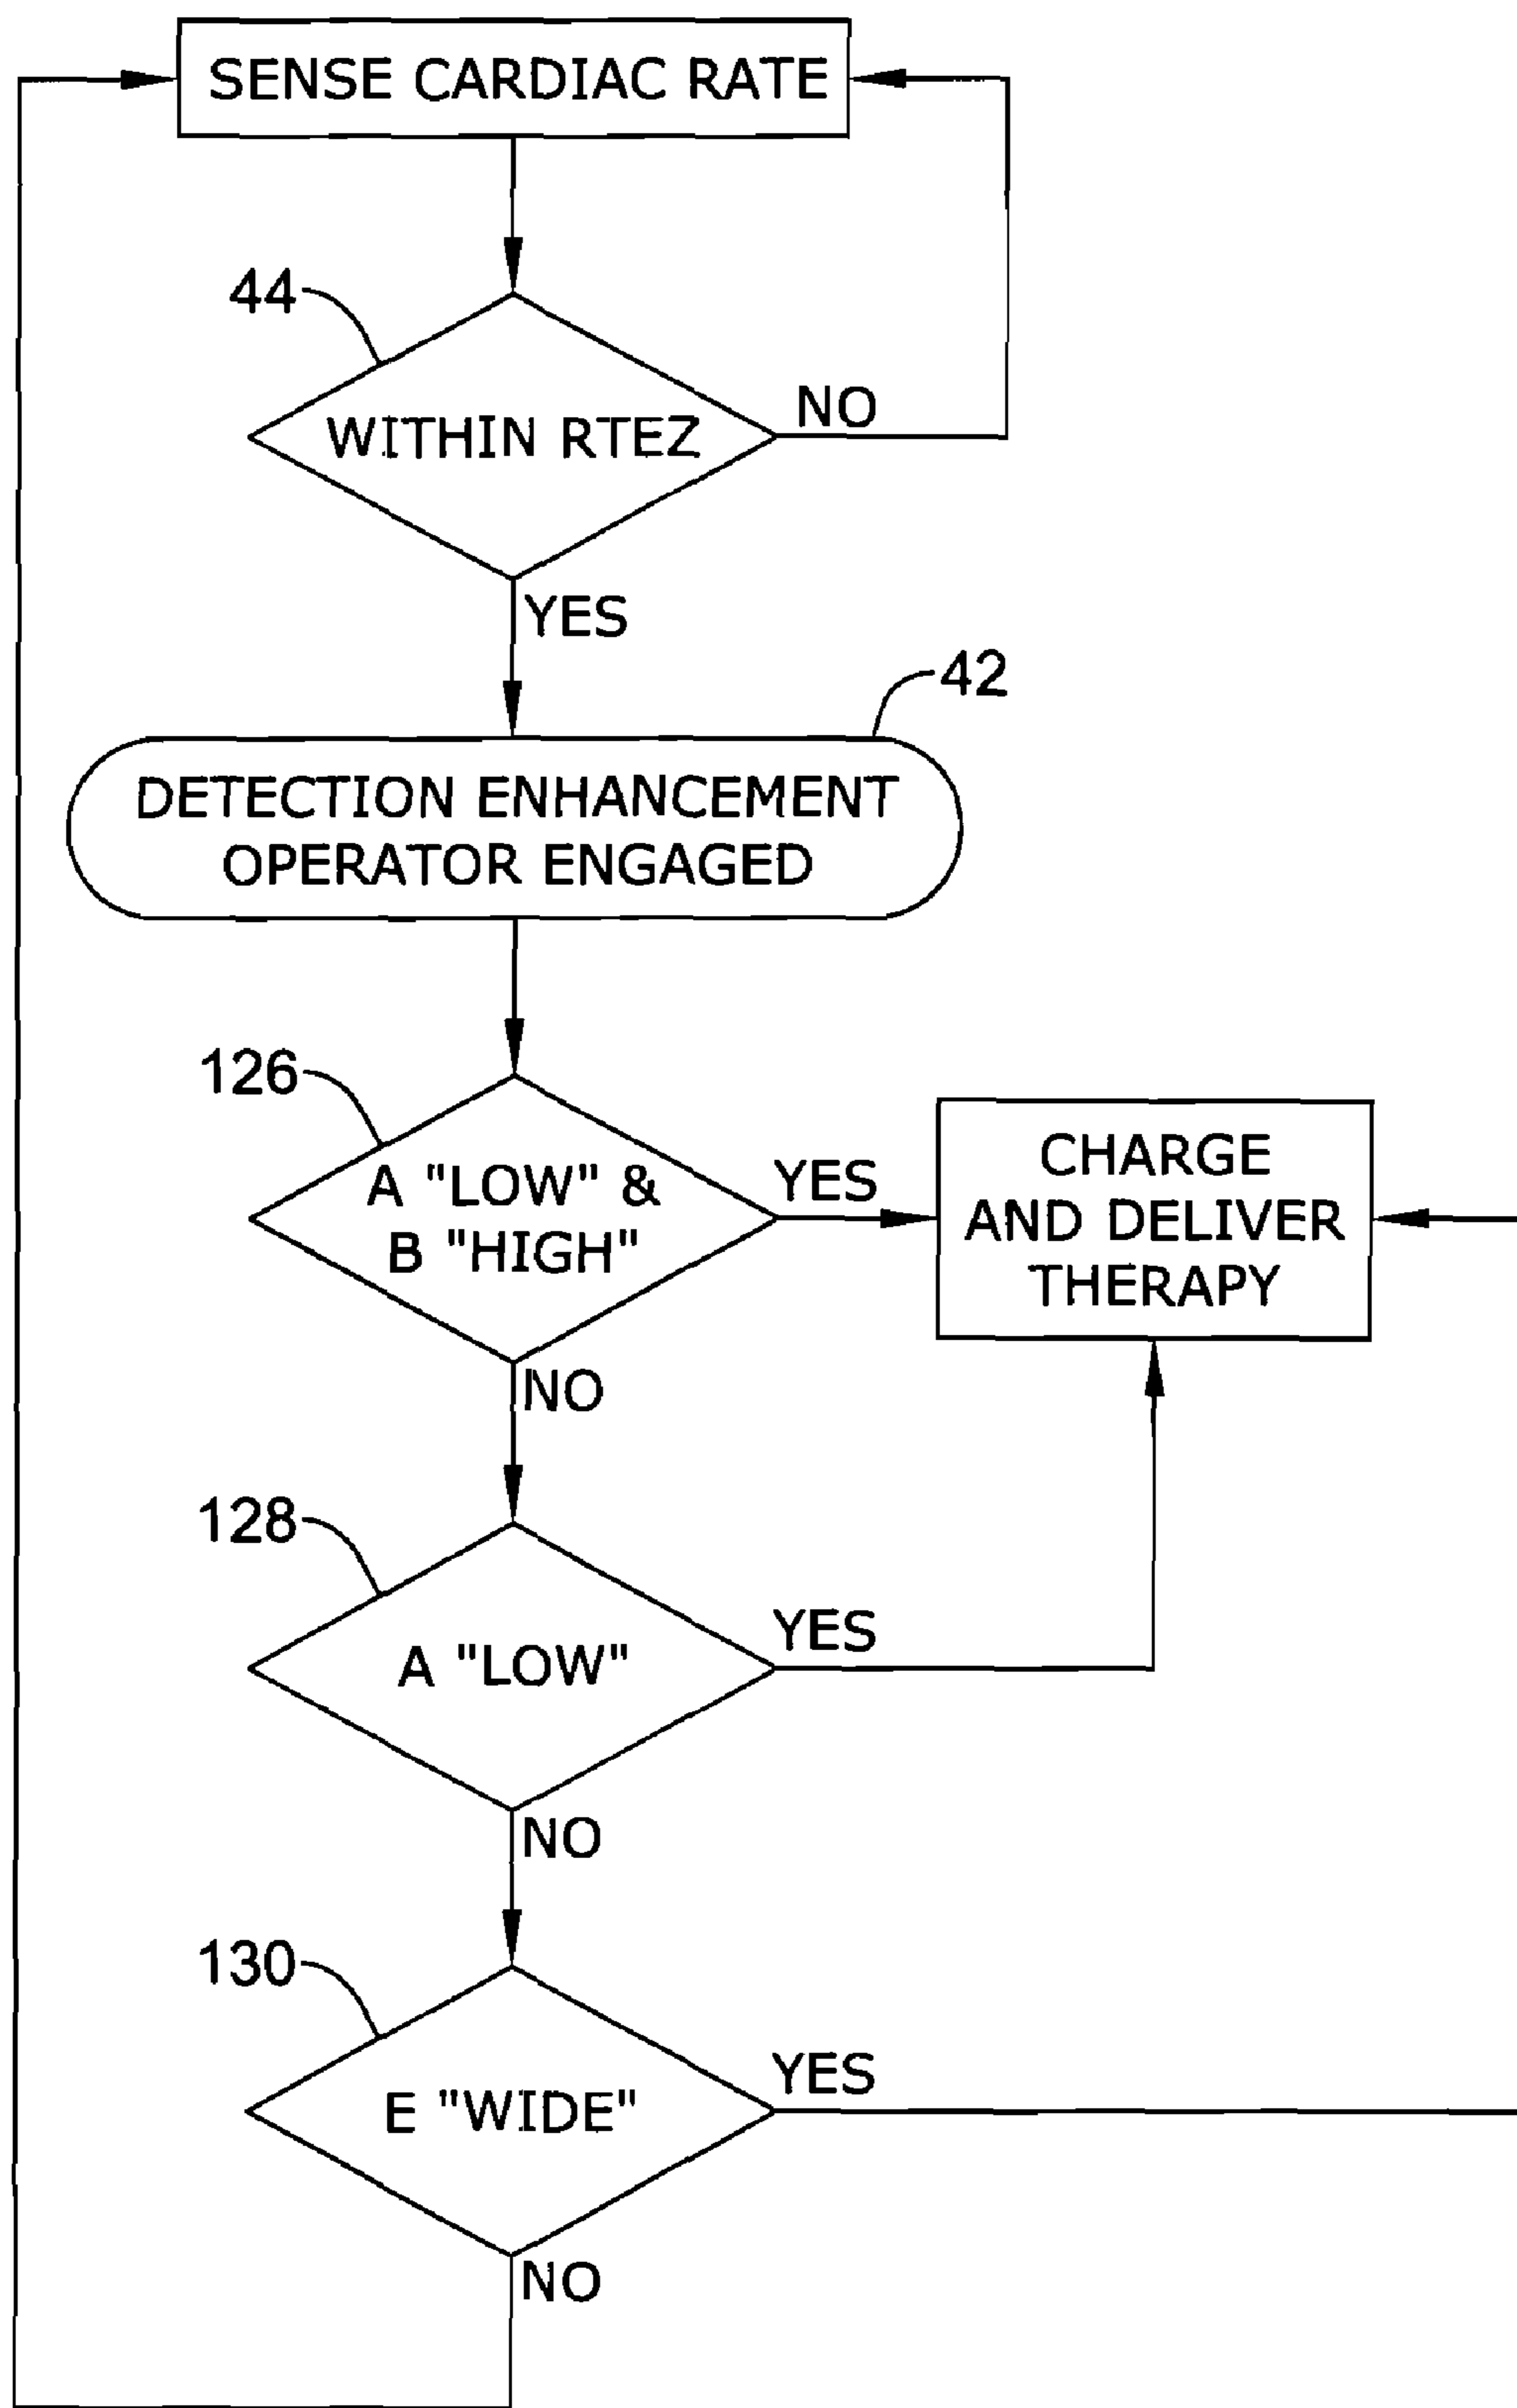 SENSE CARDIAC RATE
44
WITHIN RTEZ
NO
YES
42
DETECTION ENHANCEMENT
OPERATOR ENGAGED
126
A "LOW" &
B "HIGH"
YES
CHARGE
AND DELIVER
THERAPY
NO
128
A "LOW"
YES
NO
130
E "WIDE"
YES
NO